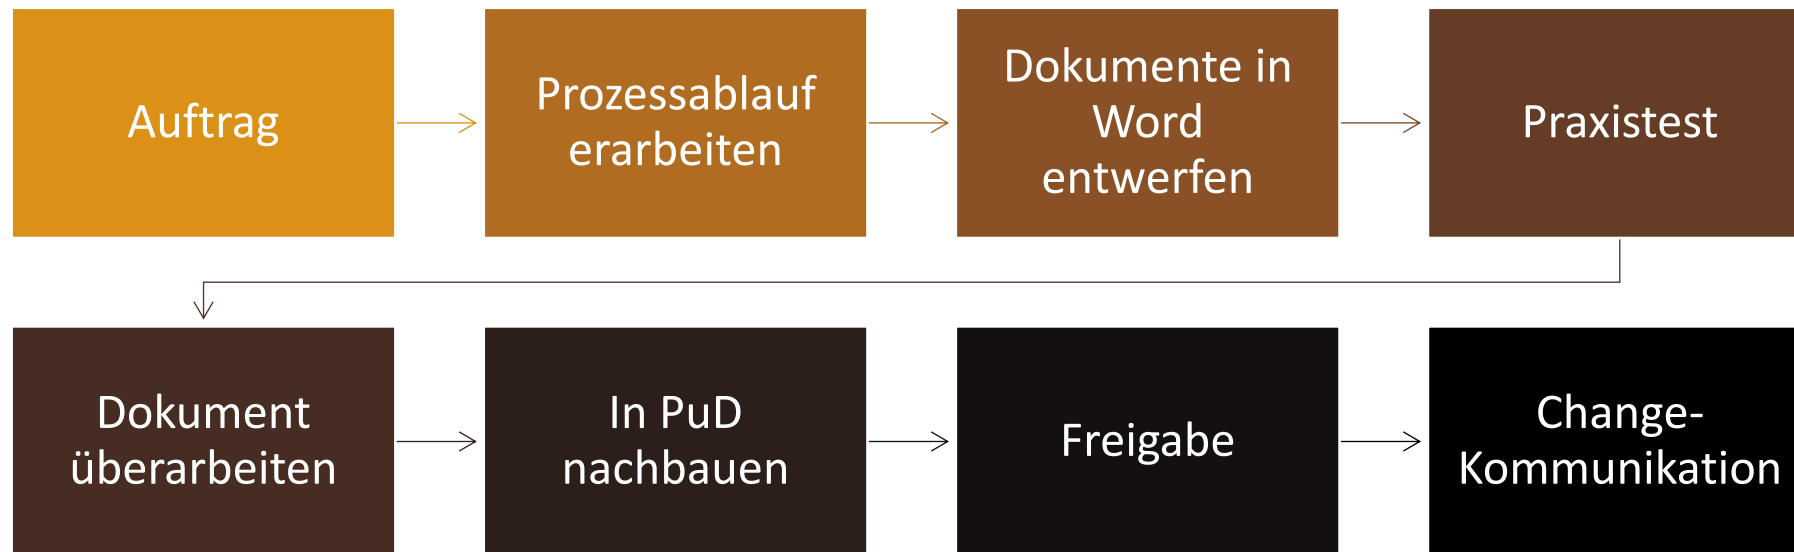 Auftrag
Prozessablauf
erarbeiten
Dokumente in
Word
entwerfen
Praxistest
Dokument
überarbeiten
In PuD
nachbauen
Freigabe
Change-
Kommunikation